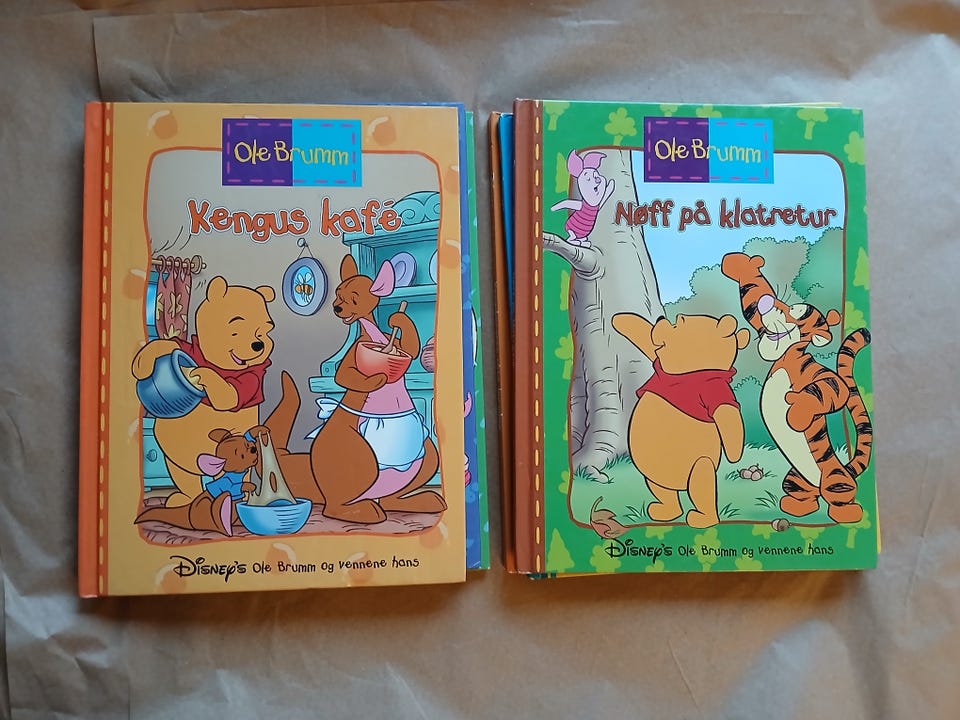 Ole Brumm
Kengus kafé
Disney's Ole Brumm og vennene hans
Ole Brumm
Nøff på klatretur
Disney's Ole Brumm og vennene hans